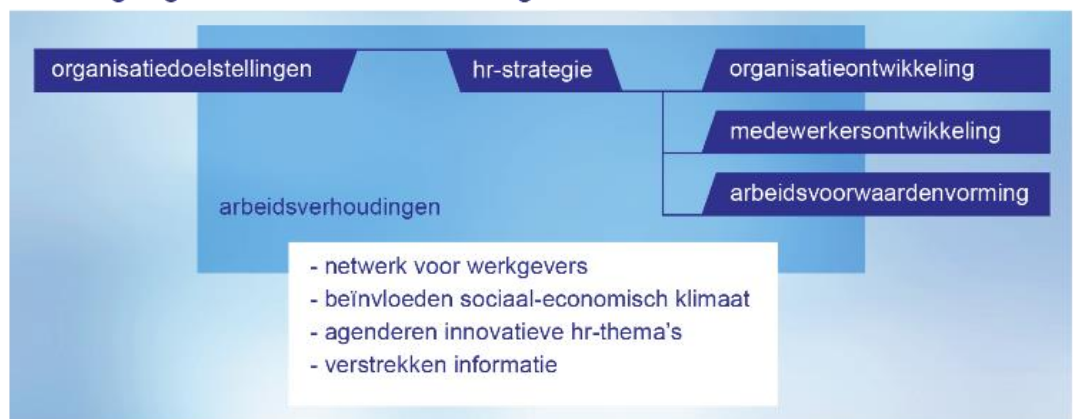 organisatiedoelstellingen
hr-strategie
organisatieontwikkeling
medewerkersontwikkeling
arbeidsvoorwaardenvorming
arbeidsverhoudingen
- netwerk voor werkgevers
- beïnvloeden sociaal-economisch klimaat
- agenderen innovatieve hr-thema's
- verstrekken informatie